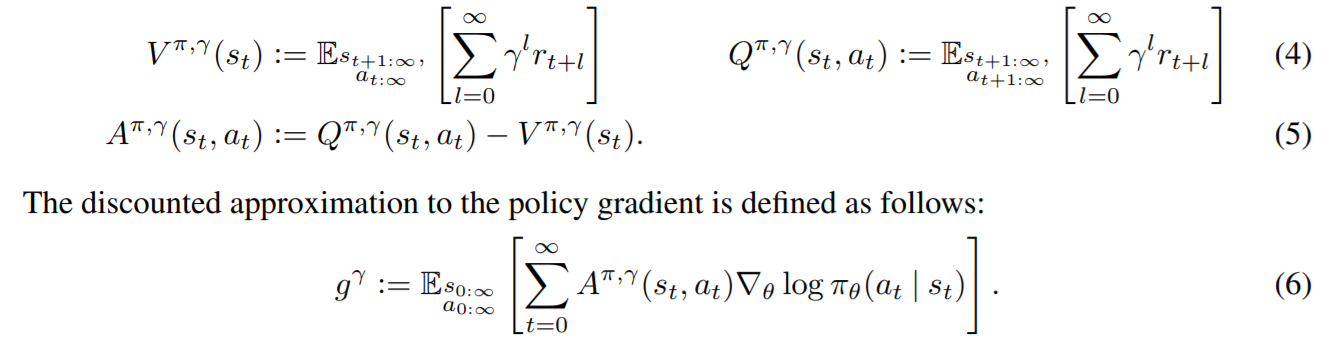 $V^{\pi,\gamma}(s_t) := \mathbb{E}_{\substack{s_{t+1:\infty}, \\ a_{t:\infty}}} \left[ \sum_{l=0}^{\infty} \gamma^l r_{t+l} \right] \qquad Q^{\pi,\gamma}(s_t, a_t) := \mathbb{E}_{\substack{s_{t+1:\infty}, \\ a_{t+1:\infty}}} \left[ \sum_{l=0}^{\infty} \gamma^l r_{t+l} \right] \qquad (4)$
$A^{\pi,\gamma}(s_t, a_t) := Q^{\pi,\gamma}(s_t, a_t) - V^{\pi,\gamma}(s_t). \qquad (5)$
The discounted approximation to the policy gradient is defined as follows:
$g^{\gamma} := \mathbb{E}_{\substack{s_{0:\infty} \\ a_{0:\infty}}} \left[ \sum_{t=0}^{\infty} A^{\pi,\gamma}(s_t, a_t) \nabla_\theta \log \pi_\theta(a_t \mid s_t) \right]. \qquad (6)$